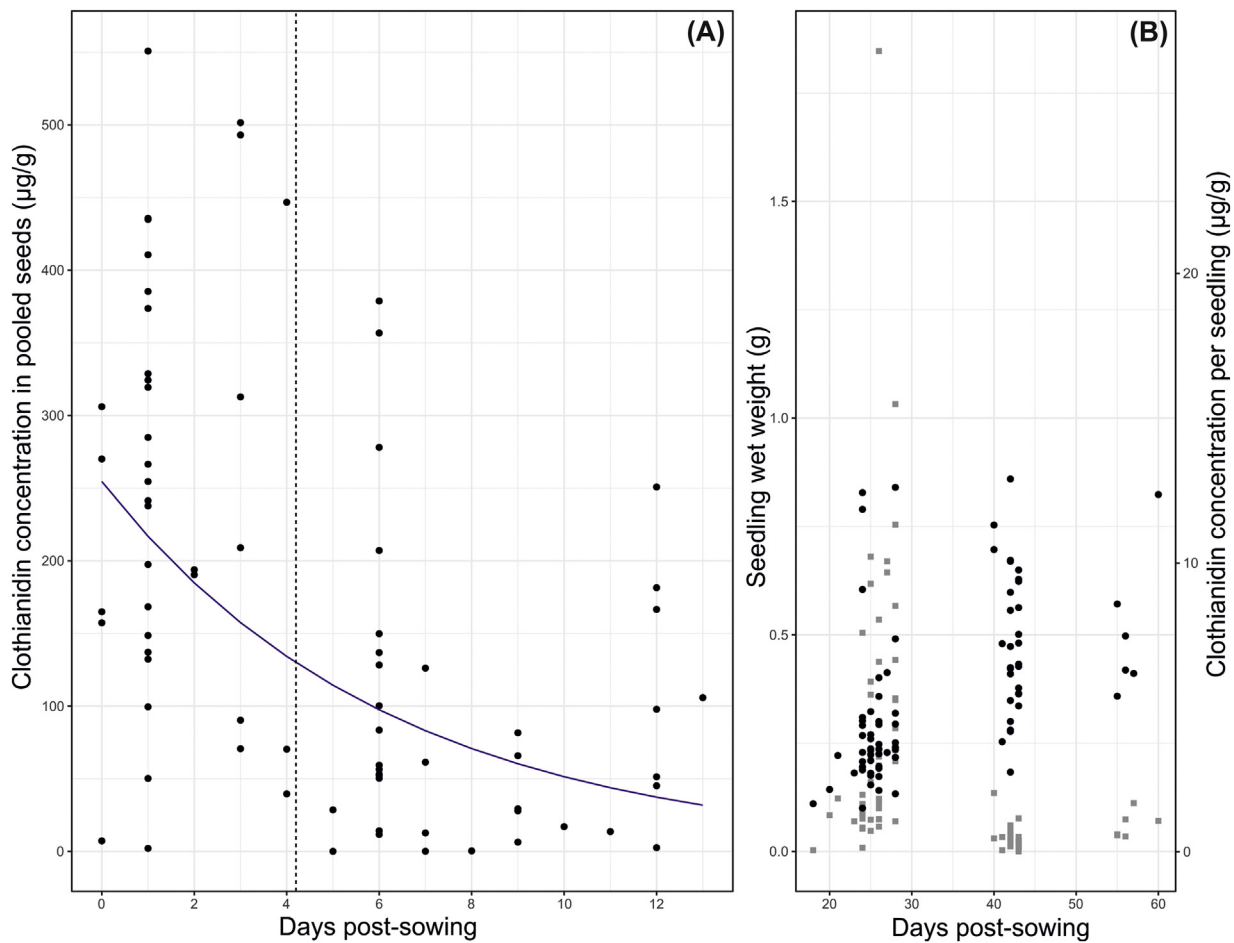 (A)
Clothianidin concentration in pooled seeds (µg/g)
500
400
300
200
100
0
0 2 4 6 8 10 12
Days post-sowing
(B)
Seedling wet weight (g)
1.5
1.0
0.5
0.0
20 30 40 50 60
Days post-sowing
20
10
0
Clothianidin concentration per seedling (µg/g)